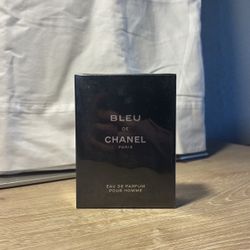 BLEU
DE
CHANEL
PARIS
EAU DE PARFUM
POUR HOMME